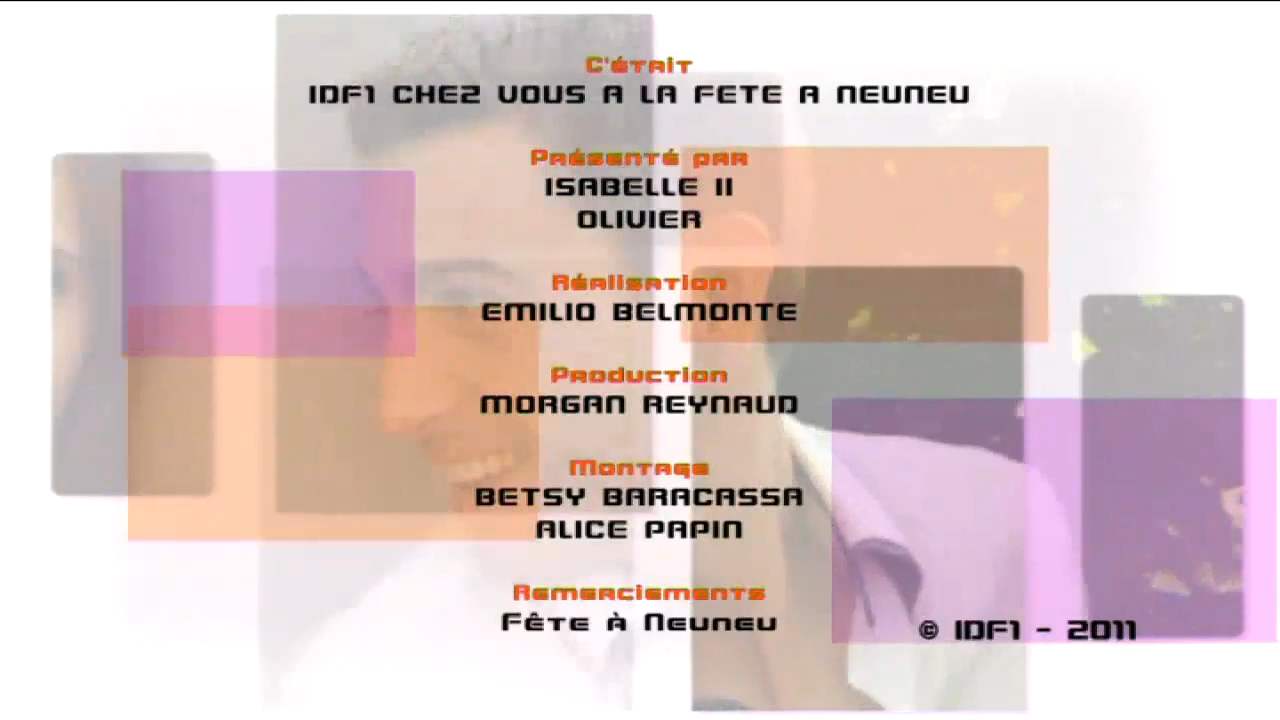 C'était
IDF1 CHEZ VOUS A LA FETE A NEUNEU
Présenté par
ISABELLE II
OLIVIER
Réalisation
EMILIO BELMONTE
Production
MORGAN REYNAUD
Montage
BETSY BARACASSA
ALICE PAPIN
Remerciements
Fête à Neuneu
© IDF1 - 2011